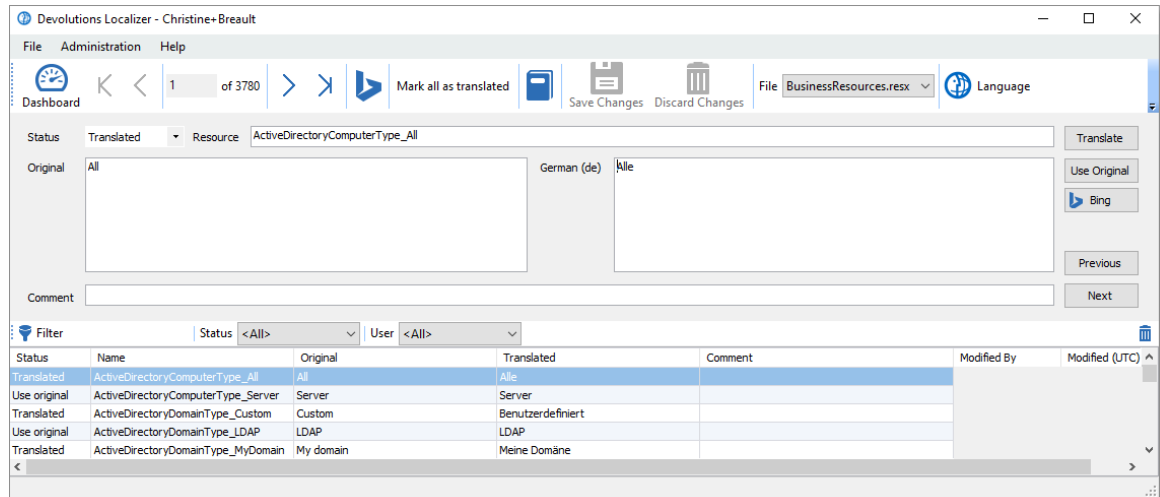 Devolutions Localizer - Christine+Breault
File Administration Help
Dashboard 1 of 3780 Mark all as translated Save Changes Discard Changes File BusinessResources.resx Language
Status Translated Resource ActiveDirectoryComputerType_All Translate
Original All German (de) Alle Use Original
Bing
Previous
Comment Next
Filter Status <All> User <All>
Status Name Original Translated Comment Modified By Modified (UTC)
Translated ActiveDirectoryComputerType_All All Alle
Use original ActiveDirectoryComputerType_Server Server Server
Translated ActiveDirectoryDomainType_Custom Custom Benutzerdefiniert
Use original ActiveDirectoryDomainType_LDAP LDAP LDAP
Translated ActiveDirectoryDomainType_MyDomain My domain Meine Domäne